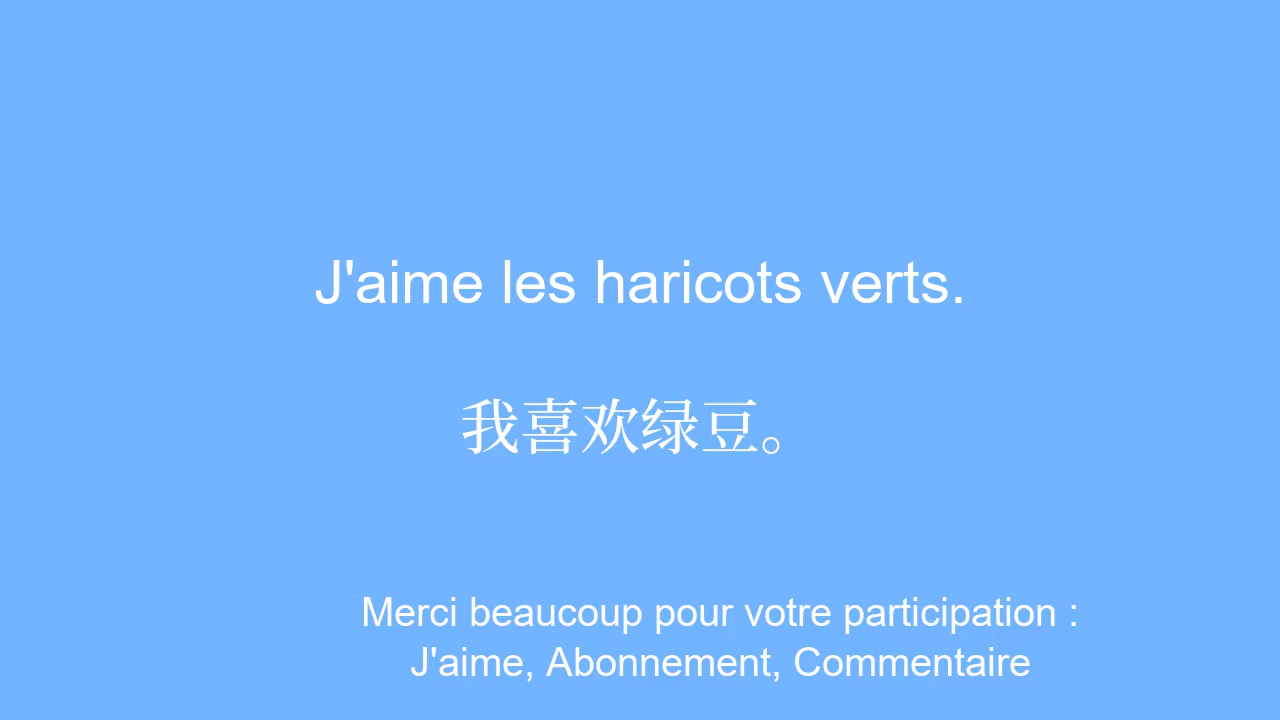 J'aime les haricots verts.
我喜欢绿豆。
Merci beaucoup pour votre participation :
J'aime, Abonnement, Commentaire